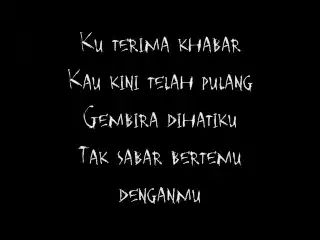 Ku terima khabar
Kau kini telah pulang
Gembira dihatiku
Tak sabar bertemu
denganmu